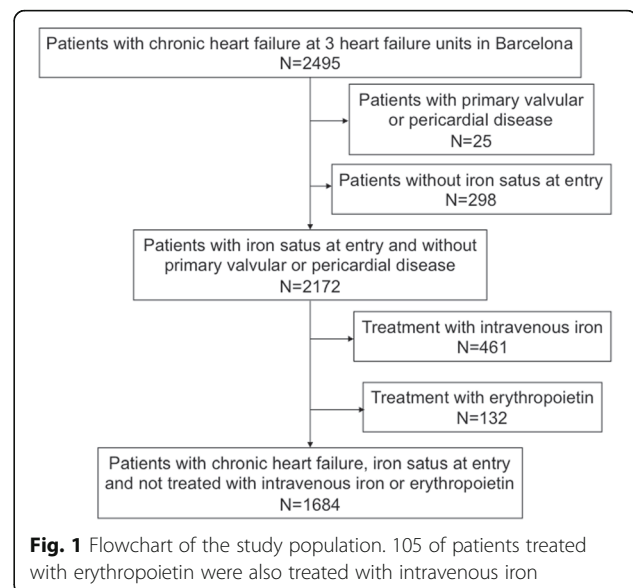 Patients with chronic heart failure at 3 heart failure units in Barcelona
N=2495
Patients with primary valvular
or pericardial disease
N=25
Patients without iron satus at entry
N=298
Patients with iron satus at entry and without
primary valvular or pericardial disease
N=2172
Treatment with intravenous iron
N=461
Treatment with erythropoietin
N=132
Patients with chronic heart failure, iron satus at entry
and not treated with intravenous iron or erythropoietin
N=1684
Fig. 1 Flowchart of the study population. 105 of patients treated
with erythropoietin were also treated with intravenous iron